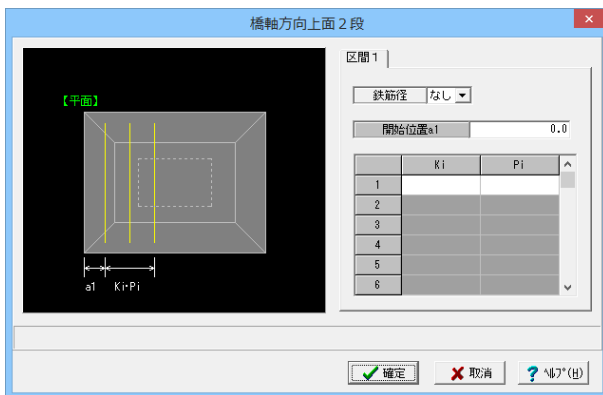 橋軸方向上面２段
区間１
【平面】
鉄筋径 なし
開始位置a1 0.0
Ki Pi
1
2
3
4
5
6
a1 Ki･Pi
確定 取消 ﾍﾙﾌﾟ(H)